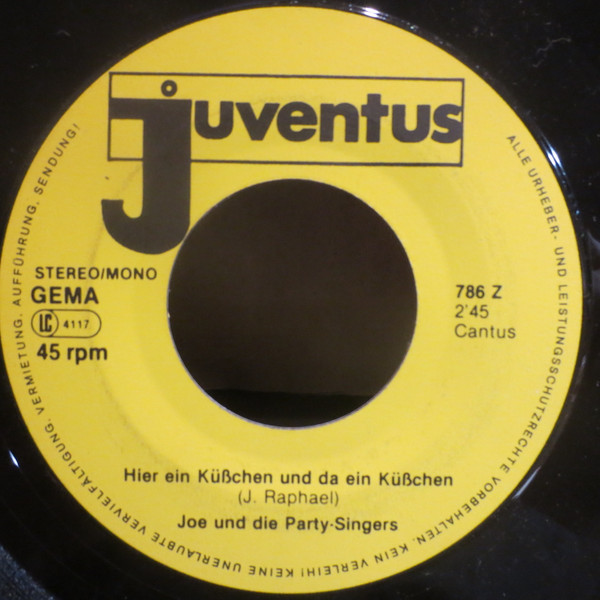 juventus
STEREO/MONO
GEMA
LC 4117
45 rpm
786 Z
2'45
Cantus
Hier ein Küßchen und da ein Küßchen
(J. Raphael)
Joe und die Party-Singers
ALLE URHEBER- UND LEISTUNGSSCHUTZRECHTE VORBEHALTEN. KEIN VERLEIH! KEINE UNERLAUBTE VERVIELFÄLTIGUNG, VERMIETUNG, AUFFÜHRUNG, SENDUNG!